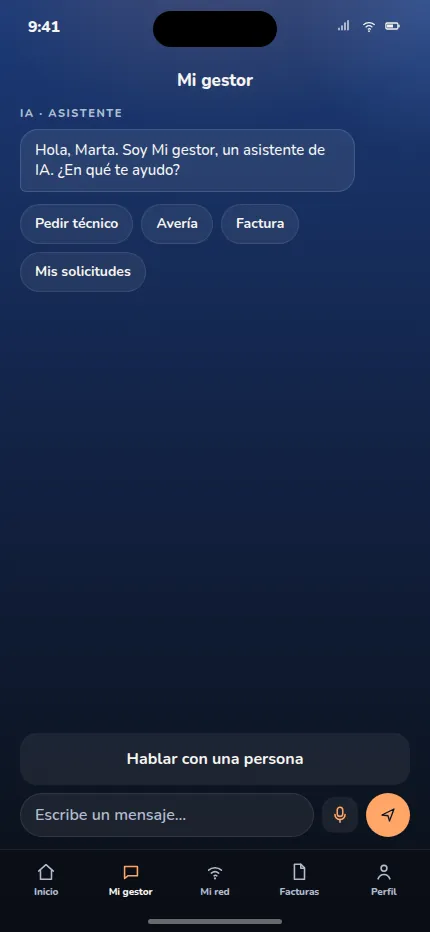 9:41
Mi gestor
IA · ASISTENTE
Hola, Marta. Soy Mi gestor, un asistente de
IA. ¿En qué te ayudo?
Pedir técnico
Avería
Factura
Mis solicitudes
Hablar con una persona
Escribe un mensaje...
Inicio
Mi gestor
Mi red
Facturas
Perfil